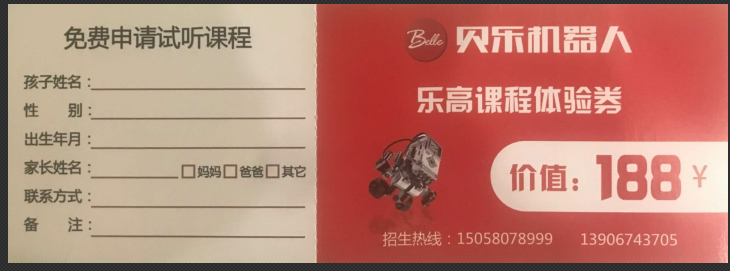 免费申请试听课程
孩子姓名：
性 别：
出生年月：
家长姓名： 妈妈 爸爸 其它
联系方式：
备 注：
Belle 贝乐机器人
乐高课程体验券
价值：188 ¥
招生热线：15058078999 13906743705